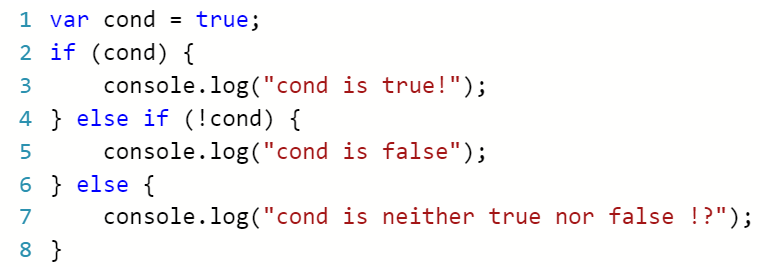 1 var cond = true;
2 if (cond) {
3     console.log("cond is true!");
4 } else if (!cond) {
5     console.log("cond is false");
6 } else {
7     console.log("cond is neither true nor false !?");
8 }